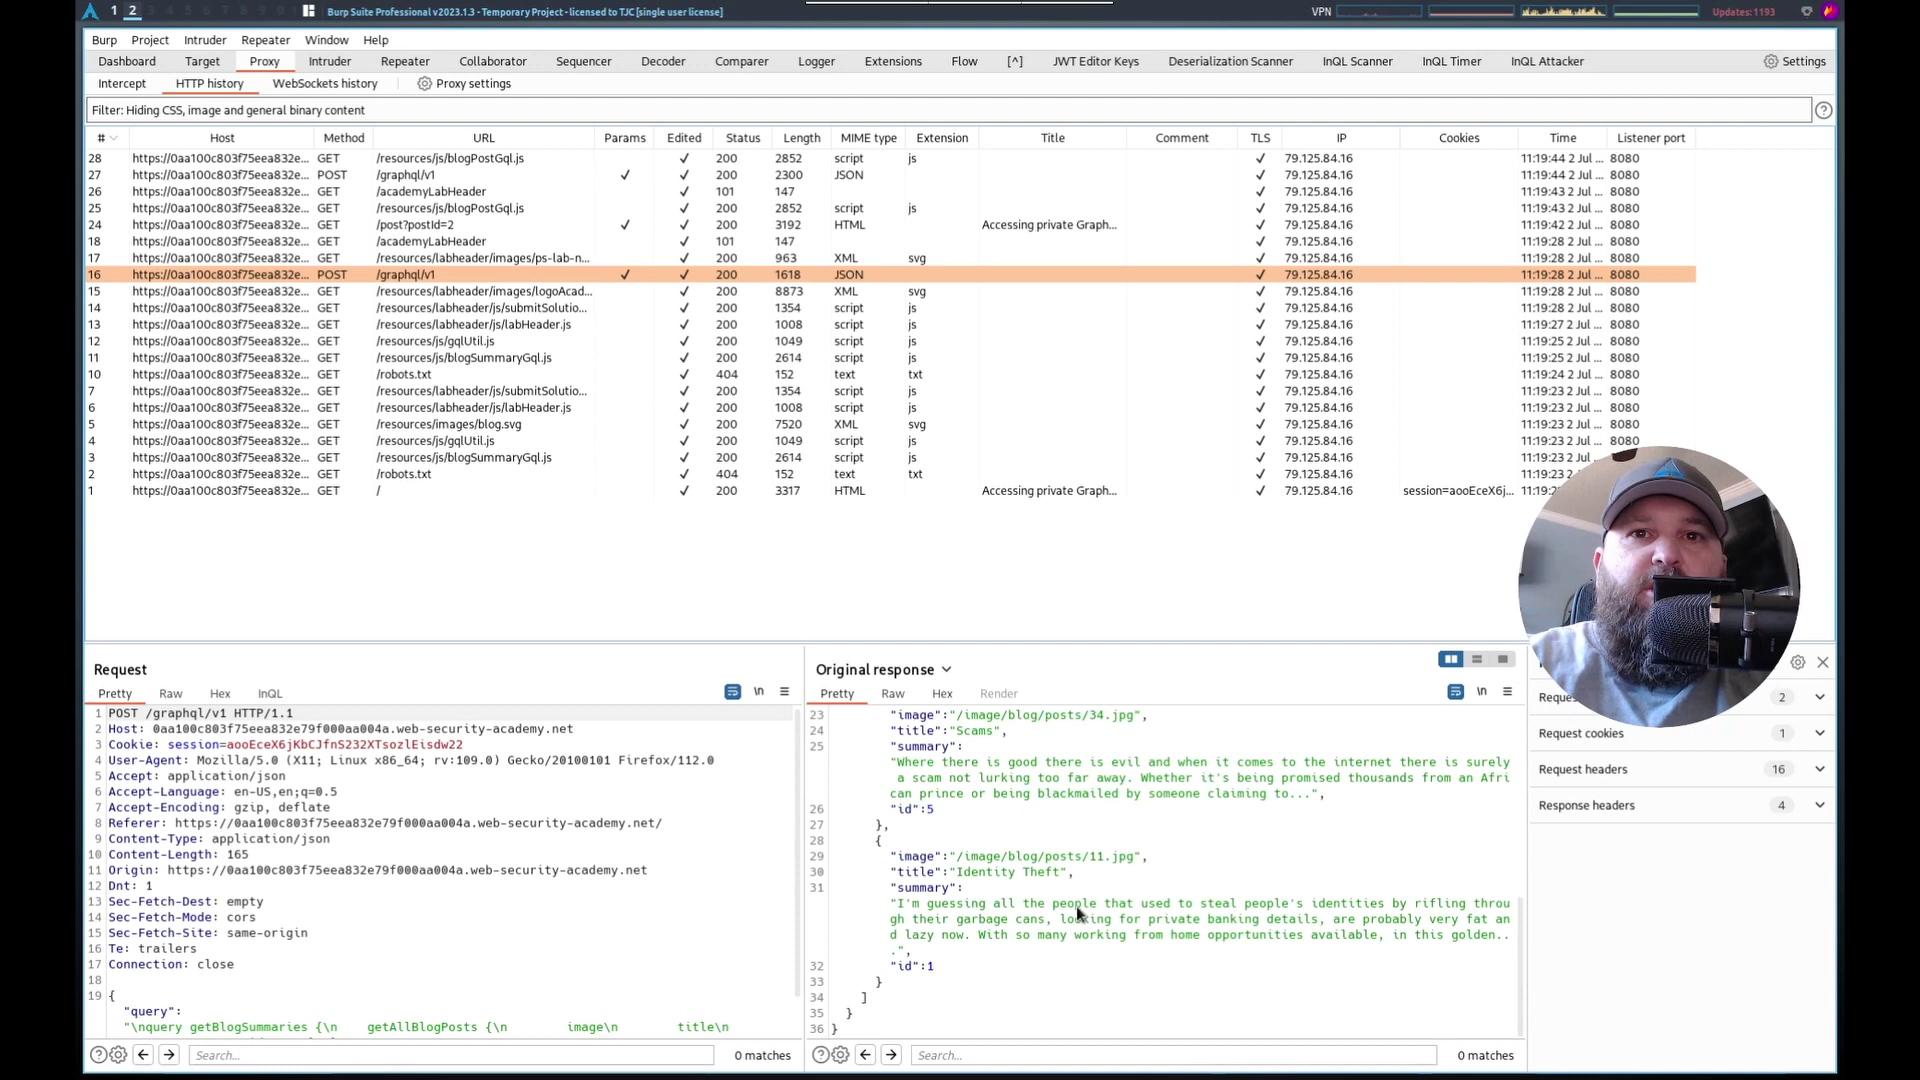 1 2 3 4 5 6 7 8 9 Burp Suite Professional v2023.1.3 - Temporary Project - licensed to TJC [single user license] VPN Updates: 1193
Burp Project Intruder Repeater Window Help
Dashboard Target Proxy Intruder Repeater Collaborator Sequencer Decoder Comparer Logger Extensions Flow [^] JWT Editor Keys Deserialization Scanner InQL Scanner InQL Timer InQL Attacker Settings
Intercept HTTP history WebSockets history Proxy settings
Filter: Hiding CSS, image and general binary content
# Host Method URL Params Edited Status Length MIME type Extension Title Comment TLS IP Cookies Time Listener port
28 https://0aa100c803f75eea832e... GET /resources/js/blogPostGql.js ✓ 200 2852 script js ✓ 79.125.84.16 11:19:44 2 Jul ... 8080
27 https://0aa100c803f75eea832e... POST /graphql/v1 ✓ ✓ 200 2300 JSON ✓ 79.125.84.16 11:19:44 2 Jul ... 8080
26 https://0aa100c803f75eea832e... GET /academyLabHeader ✓ 101 147 ✓ 79.125.84.16 11:19:43 2 Jul ... 8080
25 https://0aa100c803f75eea832e... GET /resources/js/blogPostGql.js ✓ 200 2852 script js ✓ 79.125.84.16 11:19:43 2 Jul ... 8080
24 https://0aa100c803f75eea832e... GET /post?postId=2 ✓ ✓ 200 3192 HTML Accessing private Graph... ✓ 79.125.84.16 11:19:42 2 Jul ... 8080
18 https://0aa100c803f75eea832e... GET /academyLabHeader ✓ 101 147 ✓ 79.125.84.16 11:19:28 2 Jul ... 8080
17 https://0aa100c803f75eea832e... GET /resources/labheader/images/ps-lab-n... ✓ 200 963 XML svg ✓ 79.125.84.16 11:19:28 2 Jul ... 8080
16 https://0aa100c803f75eea832e... POST /graphql/v1 ✓ ✓ 200 1618 JSON ✓ 79.125.84.16 11:19:28 2 Jul ... 8080
15 https://0aa100c803f75eea832e... GET /resources/labheader/images/logoAcad... ✓ 200 8873 XML svg ✓ 79.125.84.16 11:19:28 2 Jul ... 8080
14 https://0aa100c803f75eea832e... GET /resources/labheader/js/submitSolutio... ✓ 200 1354 script js ✓ 79.125.84.16 11:19:28 2 Jul ... 8080
13 https://0aa100c803f75eea832e... GET /resources/labheader/js/labHeader.js ✓ 200 1008 script js ✓ 79.125.84.16 11:19:27 2 Jul ... 8080
12 https://0aa100c803f75eea832e... GET /resources/js/gqlUtil.js ✓ 200 1049 script js ✓ 79.125.84.16 11:19:25 2 Jul ... 8080
11 https://0aa100c803f75eea832e... GET /resources/js/blogSummaryGql.js ✓ 200 2614 script js ✓ 79.125.84.16 11:19:25 2 Jul ... 8080
10 https://0aa100c803f75eea832e... GET /robots.txt ✓ 404 152 text txt ✓ 79.125.84.16 11:19:24 2 Jul ... 8080
7 https://0aa100c803f75eea832e... GET /resources/labheader/js/submitSolutio... ✓ 200 1354 script js ✓ 79.125.84.16 11:19:23 2 Jul ... 8080
6 https://0aa100c803f75eea832e... GET /resources/labheader/js/labHeader.js ✓ 200 1008 script js ✓ 79.125.84.16 11:19:23 2 Jul ... 8080
5 https://0aa100c803f75eea832e... GET /resources/images/blog.svg ✓ 200 7520 XML svg ✓ 79.125.84.16 11:19:23 2 Jul ... 8080
4 https://0aa100c803f75eea832e... GET /resources/js/gqlUtil.js ✓ 200 1049 script js ✓ 79.125.84.16 11:19:23 2 Jul ... 8080
3 https://0aa100c803f75eea832e... GET /resources/js/blogSummaryGql.js ✓ 200 2614 script js ✓ 79.125.84.16 11:19:23 2 Jul ... 8080
2 https://0aa100c803f75eea832e... GET /robots.txt ✓ 404 152 text txt ✓ 79.125.84.16 11:19:23
1 https://0aa100c803f75eea832e... GET / ✓ 200 3317 HTML Accessing private Graph... ✓ 79.125.84.16 session=aooEceX6j... 11:19:2
Request
Pretty Raw Hex InQL \n
1 POST /graphql/v1 HTTP/1.1
2 Host: 0aa100c803f75eea832e79f000aa004a.web-security-academy.net
3 Cookie: session=aooEceX6jKbCJfnS232XTsozlEisdw22
4 User-Agent: Mozilla/5.0 (X11; Linux x86_64; rv:109.0) Gecko/20100101 Firefox/112.0
5 Accept: application/json
6 Accept-Language: en-US,en;q=0.5
7 Accept-Encoding: gzip, deflate
8 Referer: https://0aa100c803f75eea832e79f000aa004a.web-security-academy.net/
9 Content-Type: application/json
10 Content-Length: 165
11 Origin: https://0aa100c803f75eea832e79f000aa004a.web-security-academy.net
12 Dnt: 1
13 Sec-Fetch-Dest: empty
14 Sec-Fetch-Mode: cors
15 Sec-Fetch-Site: same-origin
16 Te: trailers
17 Connection: close
18
19 {
"query":
"\nquery getBlogSummaries {\n getAllBlogPosts {\n image\n title\n
Search... 0 matches
Original response
Pretty Raw Hex Render \n
23 "image":"/image/blog/posts/34.jpg",
24 "title":"Scams",
25 "summary":
"Where there is good there is evil and when it comes to the internet there is surely
a scam not lurking too far away. Whether it's being promised thousands from an Afri
can prince or being blackmailed by someone claiming to...",
26 "id":5
27 },
28 {
29 "image":"/image/blog/posts/11.jpg",
30 "title":"Identity Theft",
31 "summary":
"I'm guessing all the people that used to steal people's identities by rifling throu
gh their garbage cans, looking for private banking details, are probably very fat an
d lazy now. With so many working from home opportunities available, in this golden..
.",
32 "id":1
33 }
34 ]
35 }
36 }
Search... 0 matches
2
Request cookies 1
Request headers 16
Response headers 4